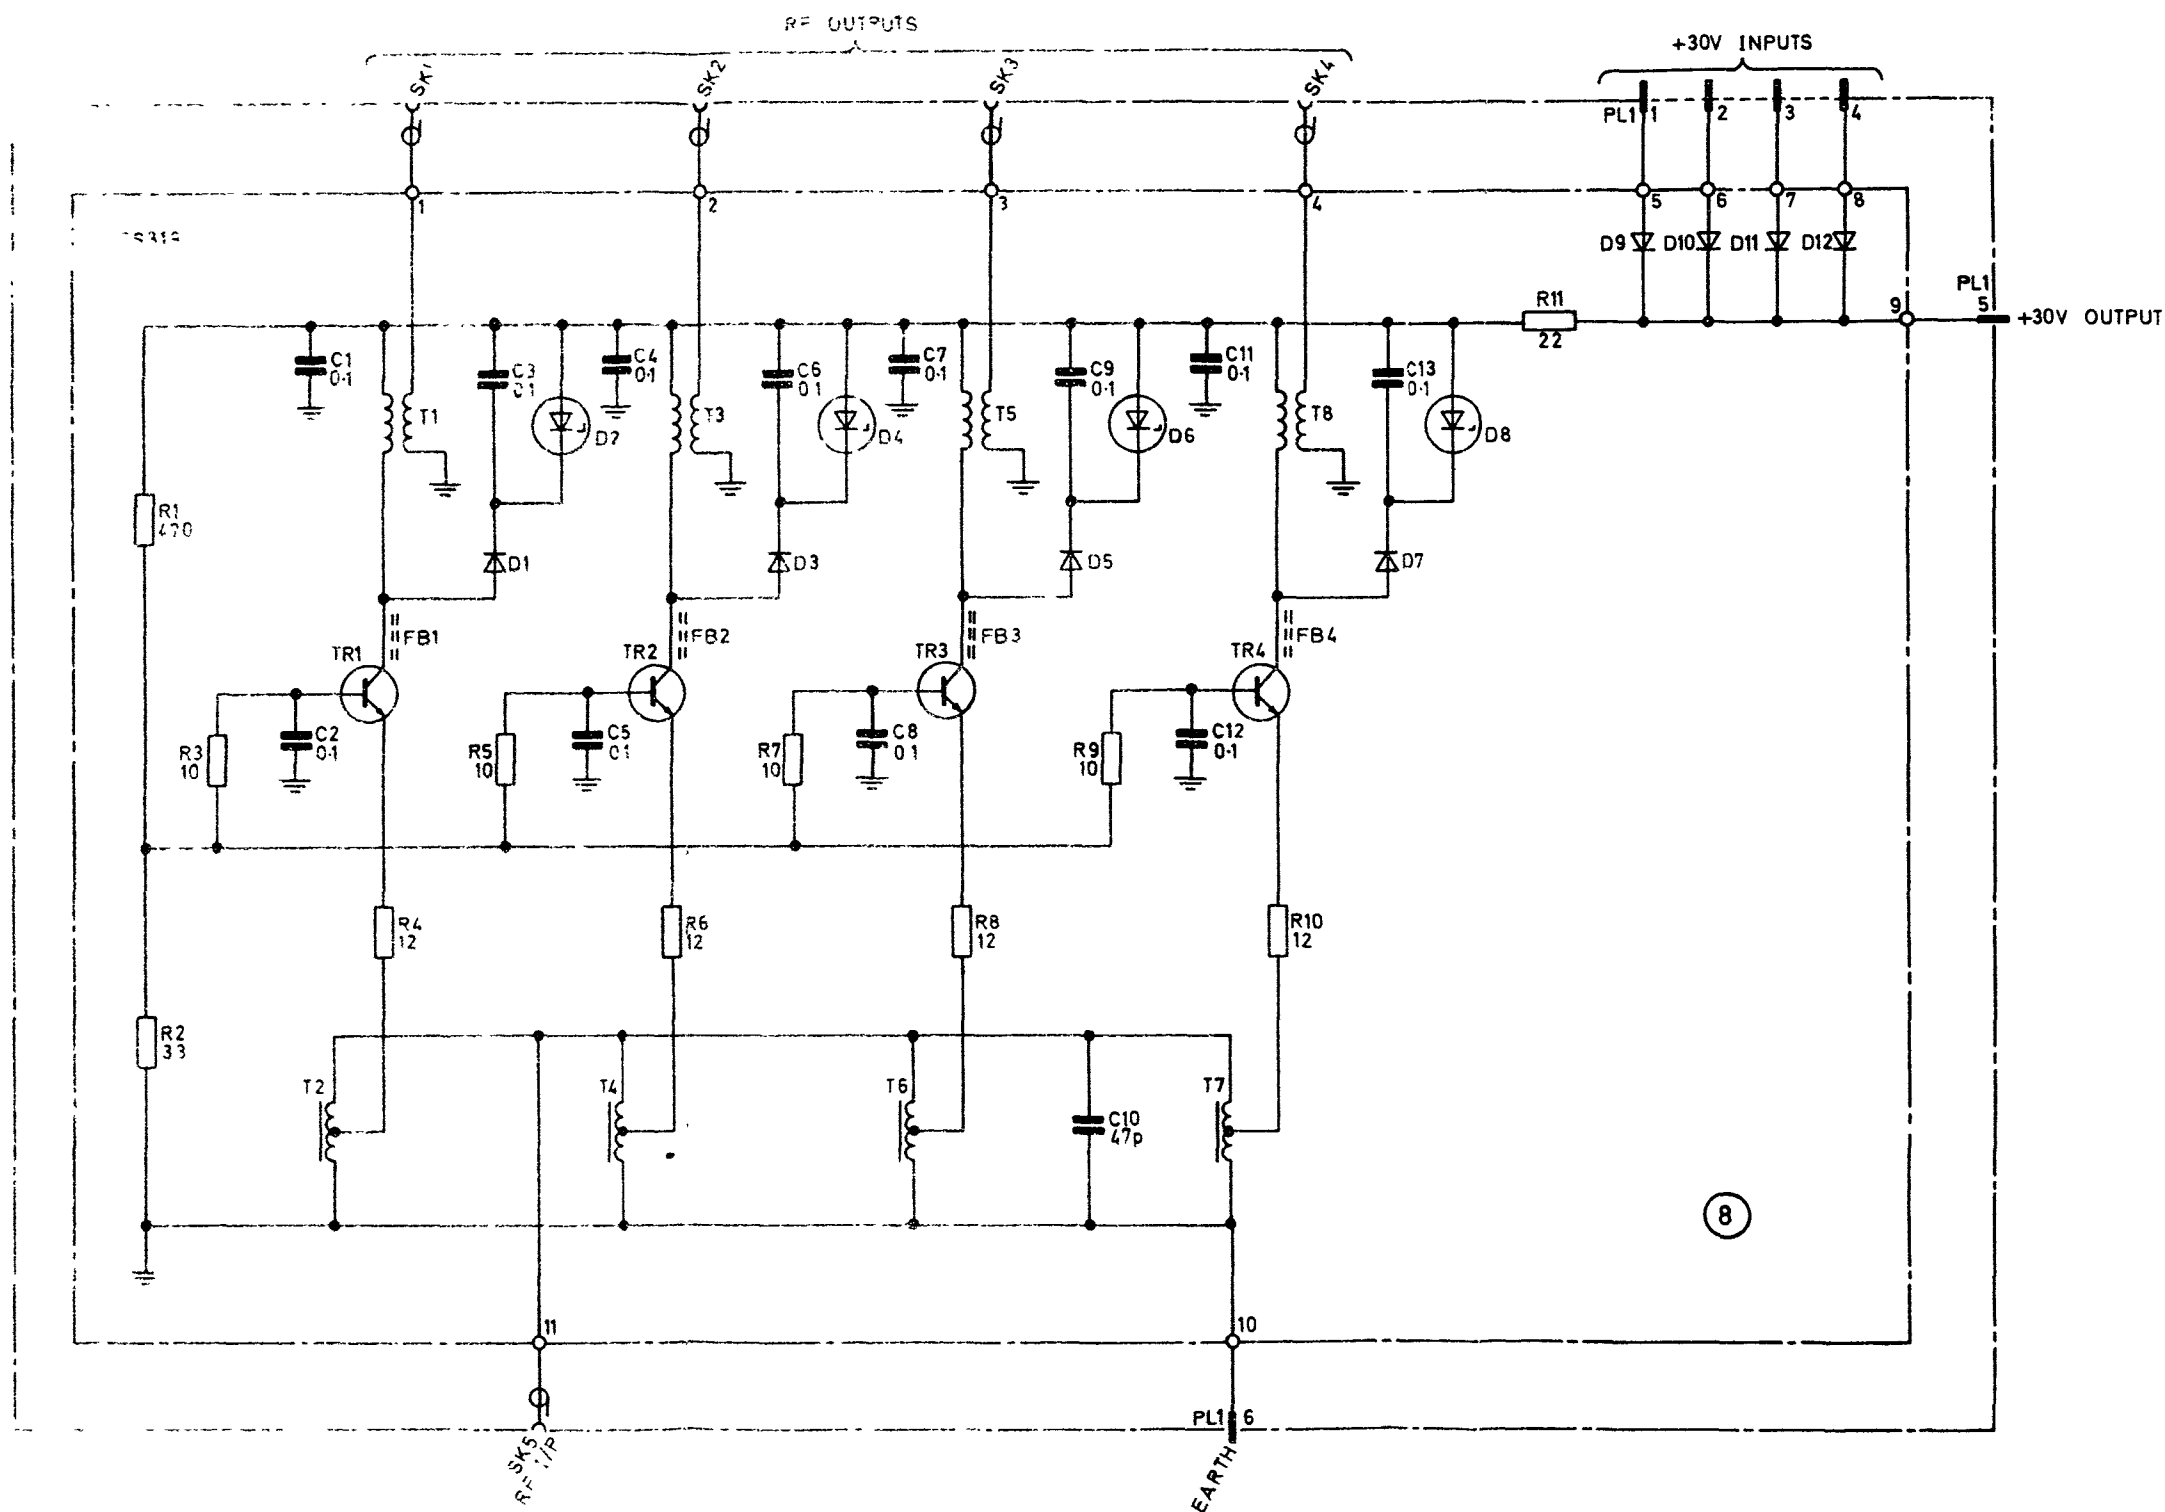 RF OUTPUTS
+30V INPUTS
SK1
SK2
SK3
SK4
PL1
1
2
3
4
1
2
3
4
5
6
7
8
D9
D10
D11
D12
PL1
5
9
+30V OUTPUT
R11
22
C1
0·1
T1
C3
0·1
D2
C4
0·1
T3
C6
0·1
D4
C7
0·1
T5
C9
0·1
D6
C11
0·1
T8
C13
0·1
D8
R1
470
D1
D3
D5
D7
FB1
FB2
FB3
FB4
TR1
TR2
TR3
TR4
R3
10
C2
0·1
R5
10
C5
0·1
R7
10
C8
0·1
R9
10
C12
0·1
R4
12
R6
12
R8
12
R10
12
R2
33
T2
T4
T6
C10
47p
T7
8
11
10
SK5
RF I/P
PL1
6
EARTH